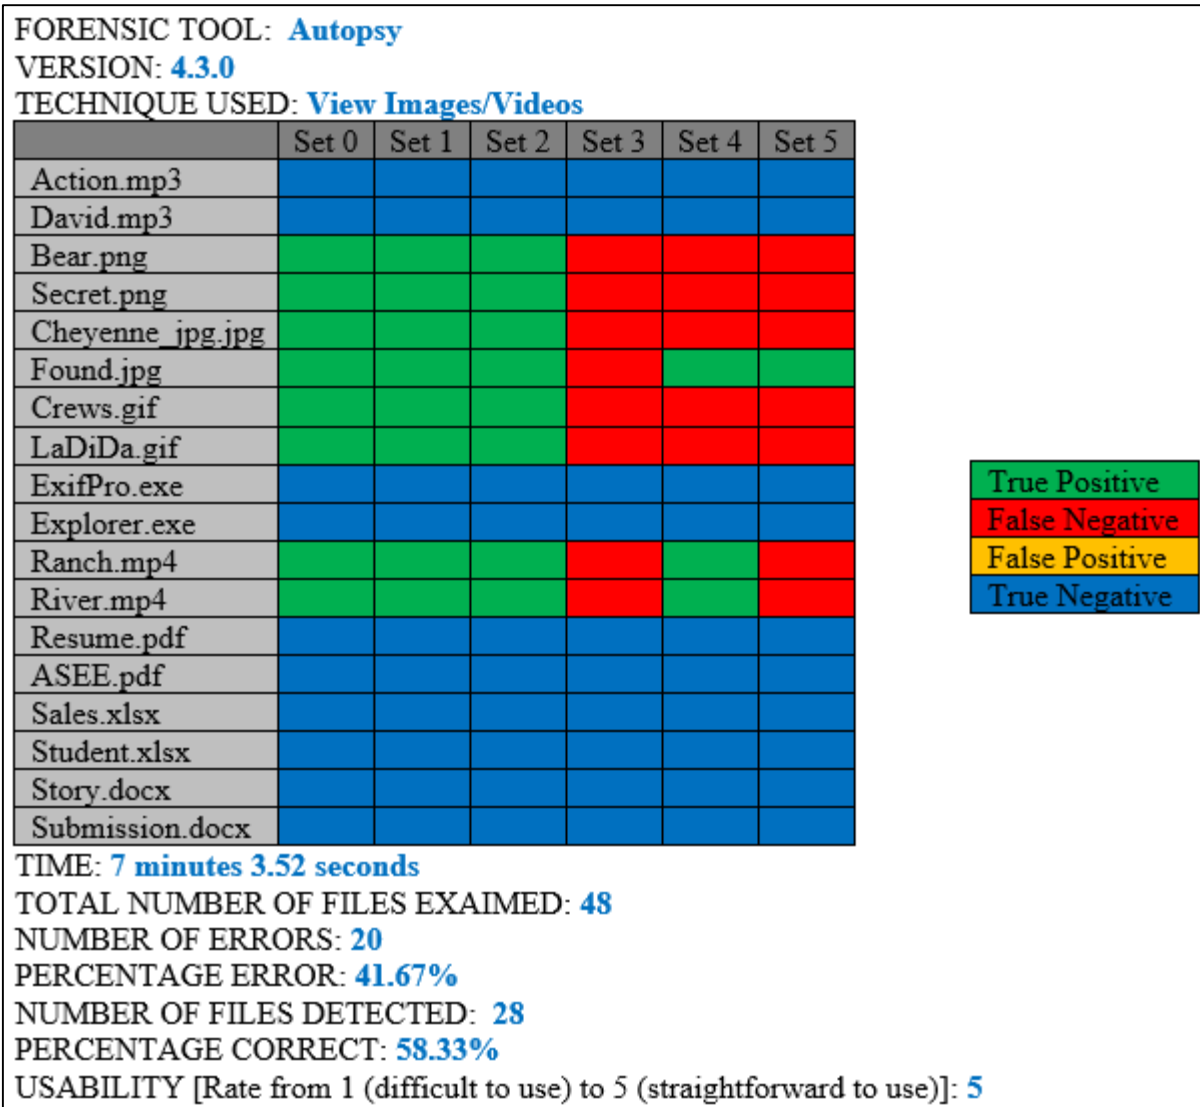 FORENSIC TOOL: Autopsy
VERSION: 4.3.0
TECHNIQUE USED: View Images/Videos
Set 0 Set 1 Set 2 Set 3 Set 4 Set 5
Action.mp3
David.mp3
Bear.png
Secret.png
Cheyenne_jpg.jpg
Found.jpg
Crews.gif
LaDiDa.gif
ExifPro.exe
Explorer.exe
Ranch.mp4
River.mp4
Resume.pdf
ASEE.pdf
Sales.xlsx
Student.xlsx
Story.docx
Submission.docx
True Positive
False Negative
False Positive
True Negative
TIME: 7 minutes 3.52 seconds
TOTAL NUMBER OF FILES EXAIMED: 48
NUMBER OF ERRORS: 20
PERCENTAGE ERROR: 41.67%
NUMBER OF FILES DETECTED: 28
PERCENTAGE CORRECT: 58.33%
USABILITY [Rate from 1 (difficult to use) to 5 (straightforward to use)]: 5